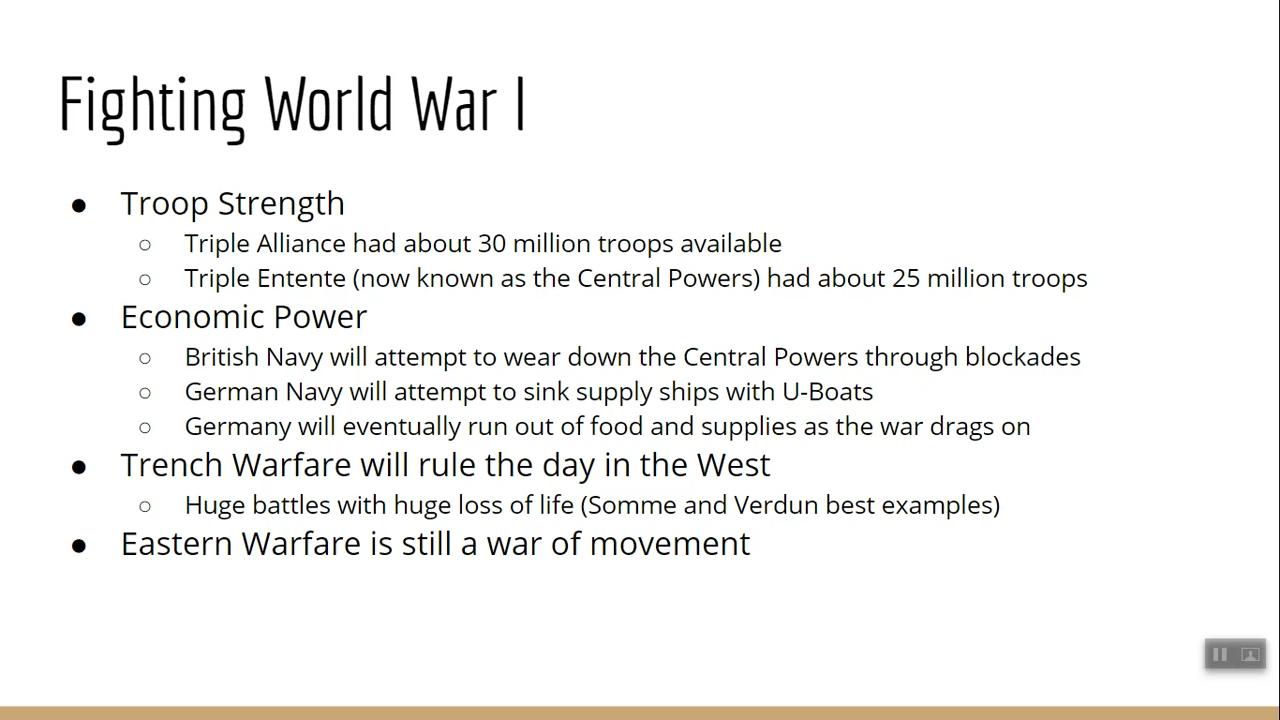 Fighting World War I
● Troop Strength
○ Triple Alliance had about 30 million troops available
○ Triple Entente (now known as the Central Powers) had about 25 million troops
● Economic Power
○ British Navy will attempt to wear down the Central Powers through blockades
○ German Navy will attempt to sink supply ships with U-Boats
○ Germany will eventually run out of food and supplies as the war drags on
● Trench Warfare will rule the day in the West
○ Huge battles with huge loss of life (Somme and Verdun best examples)
● Eastern Warfare is still a war of movement